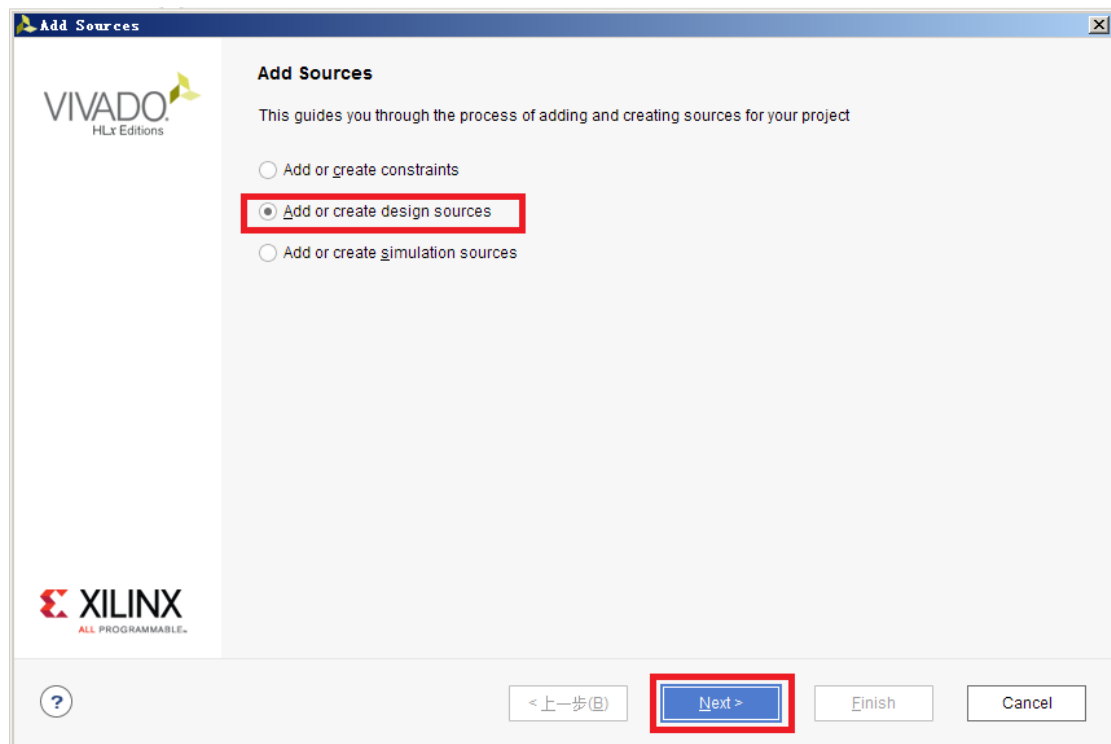 Add Sources
VIVADO.
HLx Editions
Add Sources
This guides you through the process of adding and creating sources for your project
Add or create constraints
Add or create design sources
Add or create simulation sources
XILINX
ALL PROGRAMMABLE™
?
<上一步(B)
Next >
Finish
Cancel